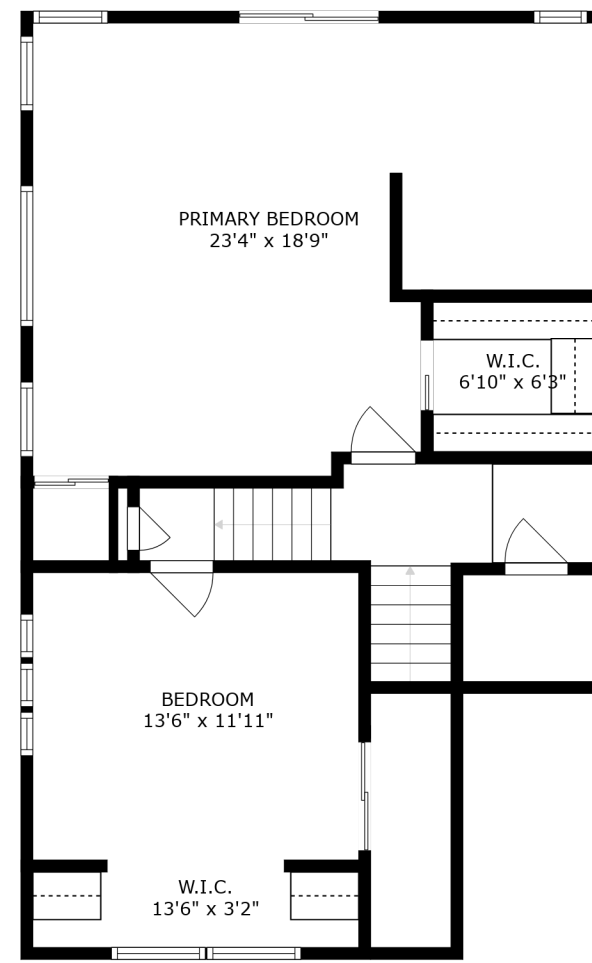 PRIMARY BEDROOM
23'4" x 18'9"
W.I.C.
6'10" x 6'3"
BEDROOM
13'6" x 11'11"
W.I.C.
13'6" x 3'2"